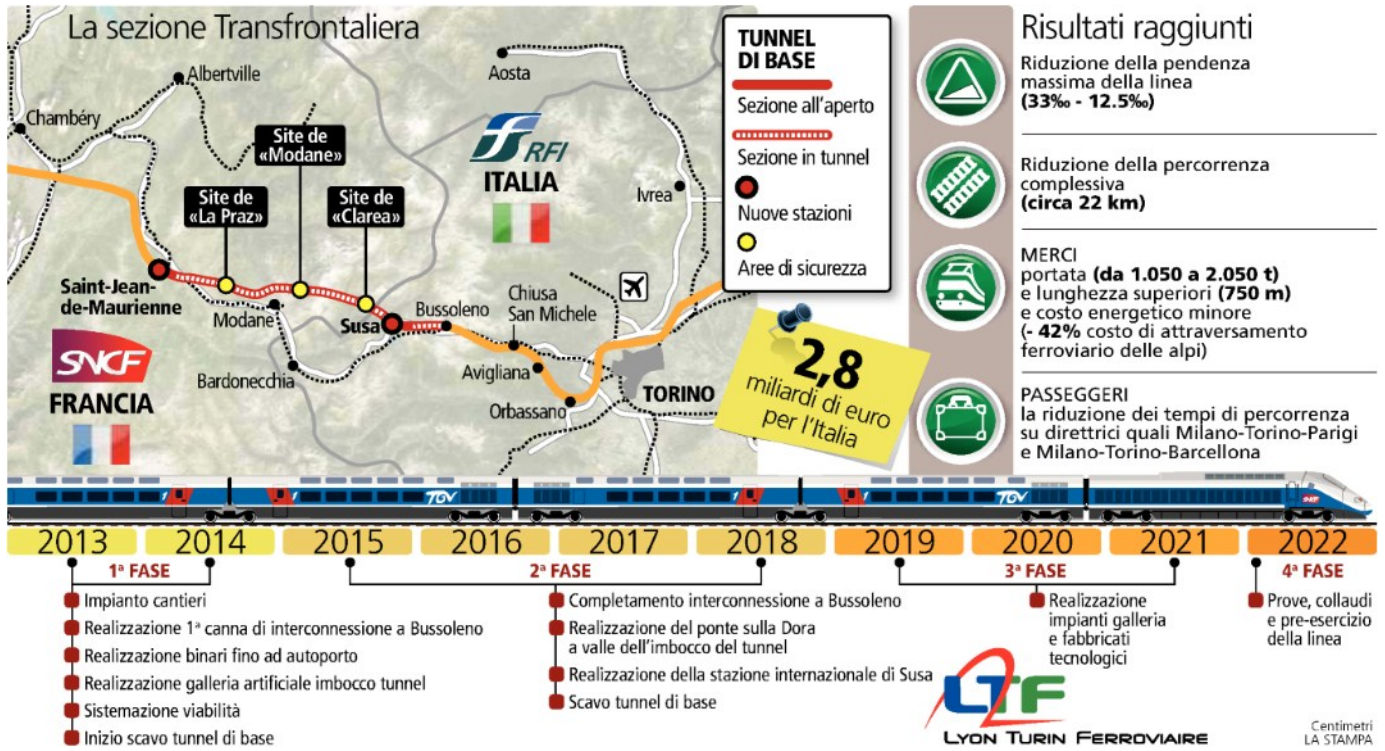 La sezione Transfrontaliera
Albertville
Chambéry
Aosta
Site de
«Modane»
Site de
«La Praz»
Site de
«Clarea»
RFI
ITALIA
Ivrea
Saint-Jean-
de-Maurienne
Modane
Susa
Bussoleno
Chiusa
San Michele
Bardonecchia
Avigliana
Orbassano
TORINO
SNCF
FRANCIA
TUNNEL
DI BASE
Sezione all'aperto
Sezione in tunnel
Nuove stazioni
Aree di sicurezza
2,8
miliardi di euro
per l'Italia
Risultati raggiunti
Riduzione della pendenza
massima della linea
(33‰ - 12.5‰)
Riduzione della percorrenza
complessiva
(circa 22 km)
MERCI
portata (da 1.050 a 2.050 t)
e lunghezza superiori (750 m)
e costo energetico minore
(- 42% costo di attraversamento
ferroviario delle alpi)
PASSEGGERI
la riduzione dei tempi di percorrenza
su direttrici quali Milano-Torino-Parigi
e Milano-Torino-Barcellona
1 TGV 1 1 TGV SNCF
2013 2014 2015 2016 2017 2018 2019 2020 2021 2022
1ª FASE
Impianto cantieri
Realizzazione 1ª canna di interconnessione a Bussoleno
Realizzazione binari fino ad autoporto
Realizzazione galleria artificiale imbocco tunnel
Sistemazione viabilità
Inizio scavo tunnel di base
2ª FASE
Completamento interconnessione a Bussoleno
Realizzazione del ponte sulla Dora
a valle dell'imbocco del tunnel
Realizzazione della stazione internazionale di Susa
Scavo tunnel di base
3ª FASE
Realizzazione
impianti galleria
e fabbricati
tecnologici
4ª FASE
Prove, collaudi
e pre-esercizio
della linea
LTF
LYON TURIN FERROVIAIRE
Centimetri
LA STAMPA